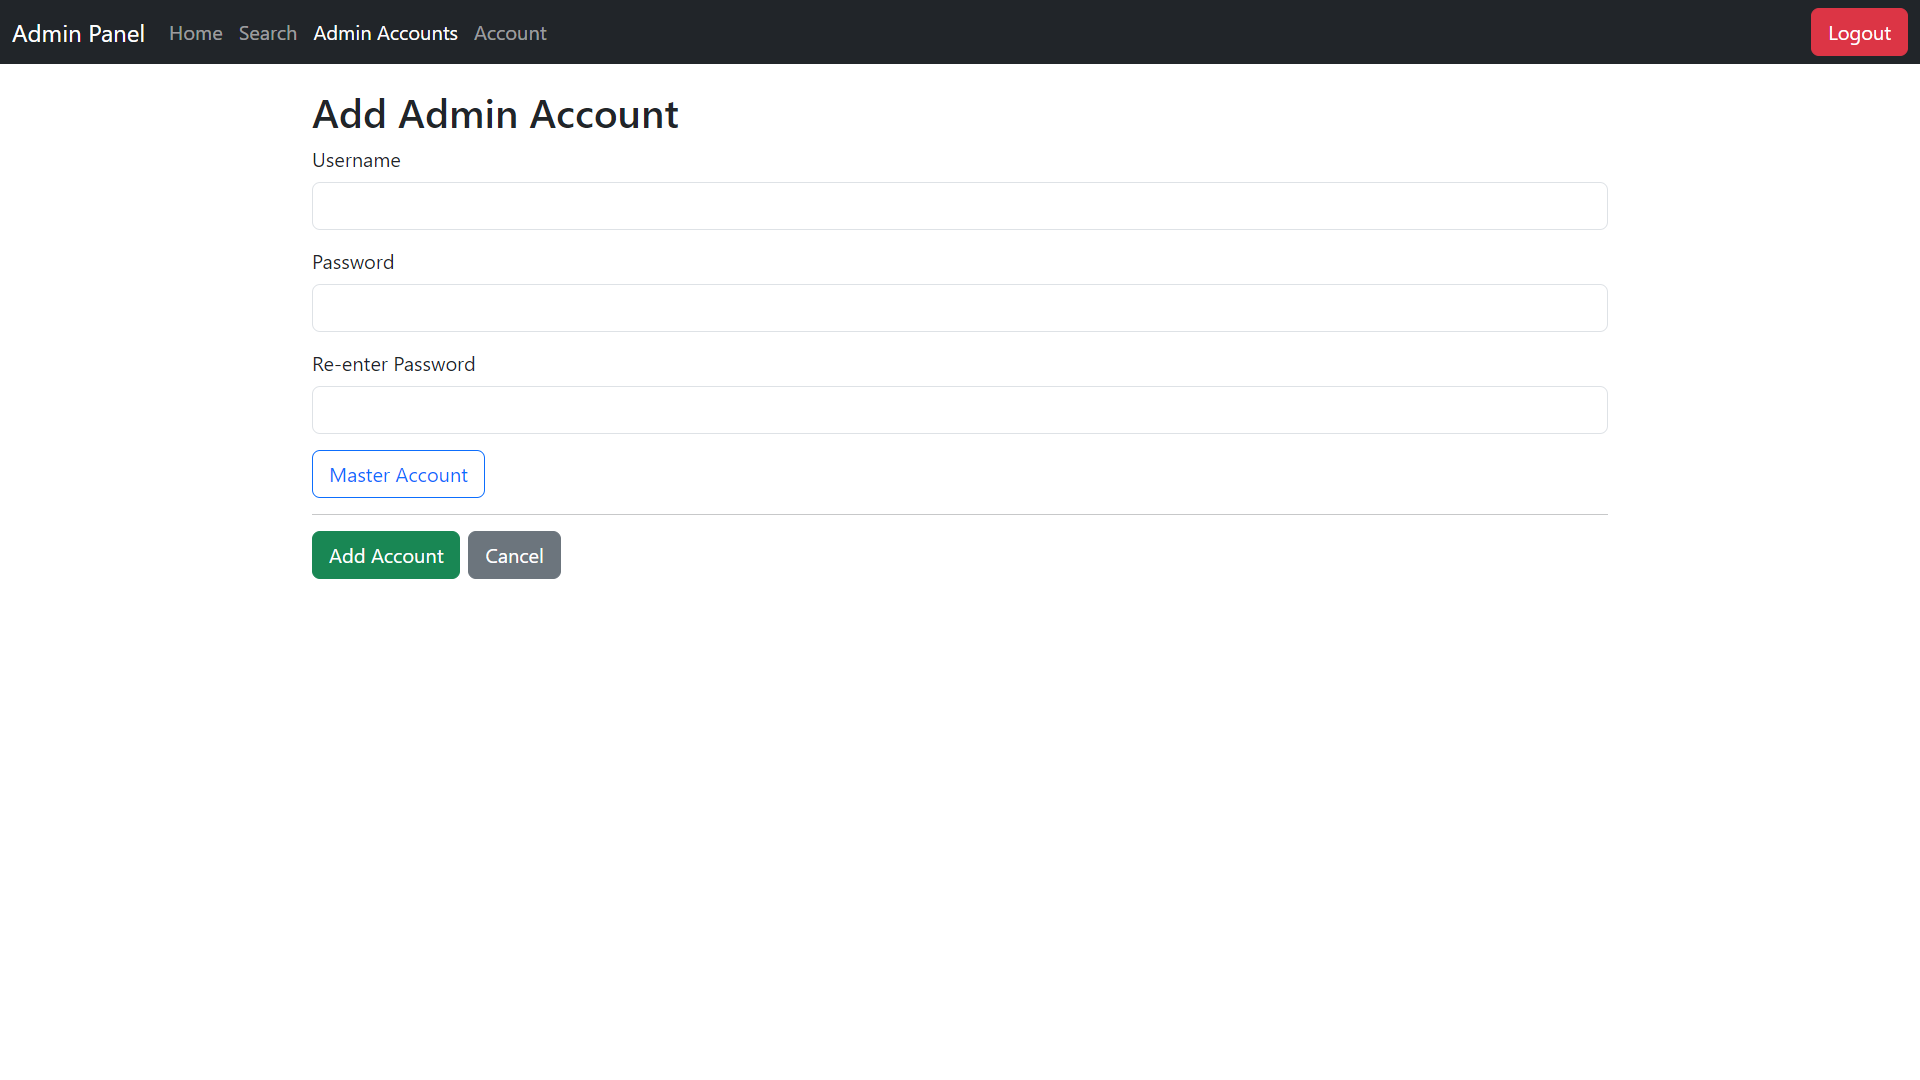 Admin Panel Home Search Admin Accounts Account Logout
Add Admin Account
Username
Password
Re-enter Password
Master Account
Add Account Cancel